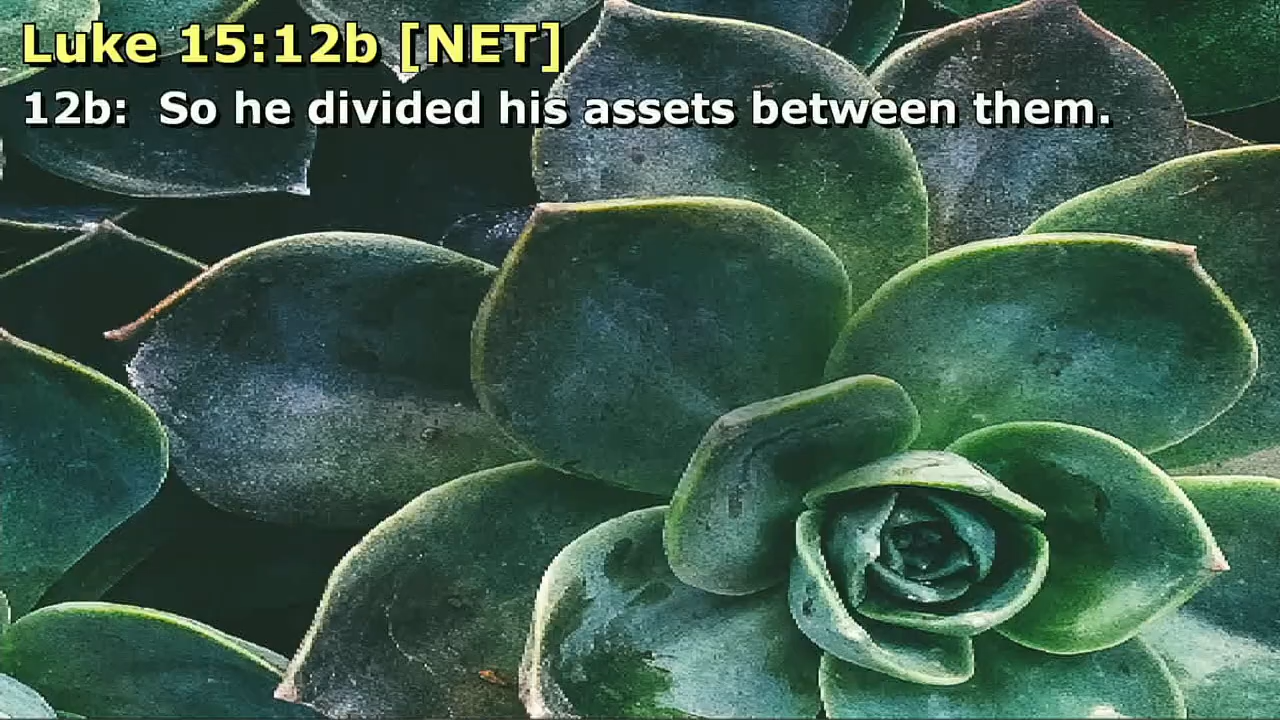 Luke 15:12b [NET]
12b: So he divided his assets between them.